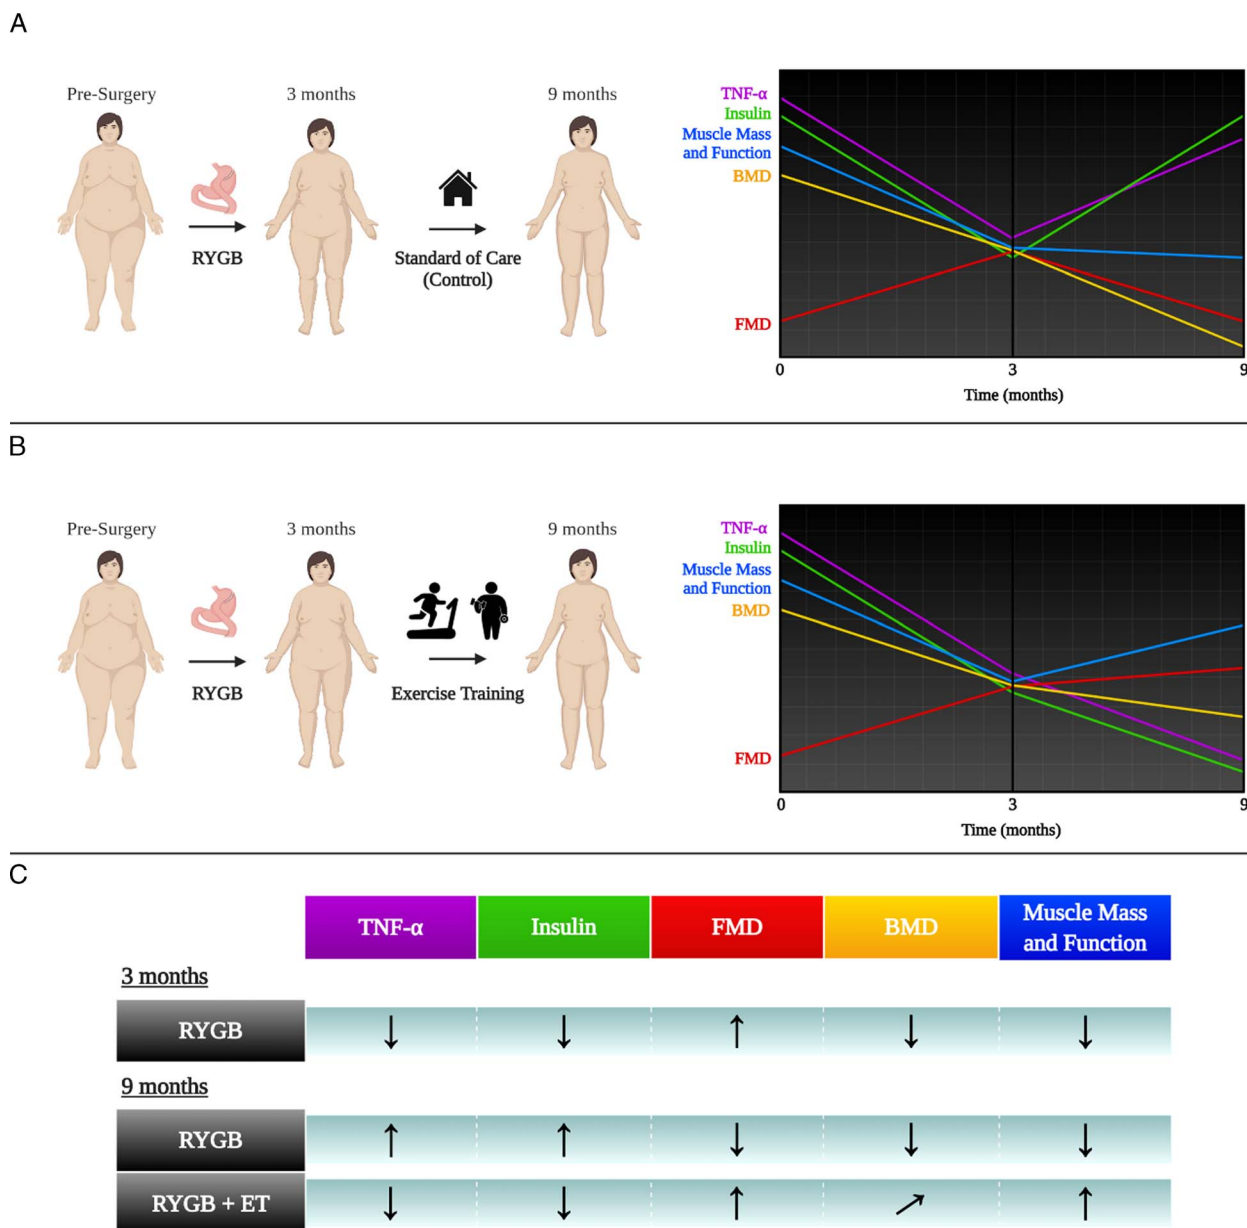 A
Pre-Surgery
3 months
9 months
RYGB
Standard of Care
(Control)
TNF-α
Insulin
Muscle Mass
and Function
BMD
FMD
0
3
9
Time (months)
B
Pre-Surgery
3 months
9 months
RYGB
Exercise Training
TNF-α
Insulin
Muscle Mass
and Function
BMD
FMD
0
3
9
Time (months)
C
TNF-α
Insulin
FMD
BMD
Muscle Mass
and Function
3 months
RYGB
↓ ↓ ↑ ↓ ↓
9 months
RYGB
↑ ↑ ↓ ↓ ↓
RYGB + ET
↓ ↓ ↑ ↗ ↑